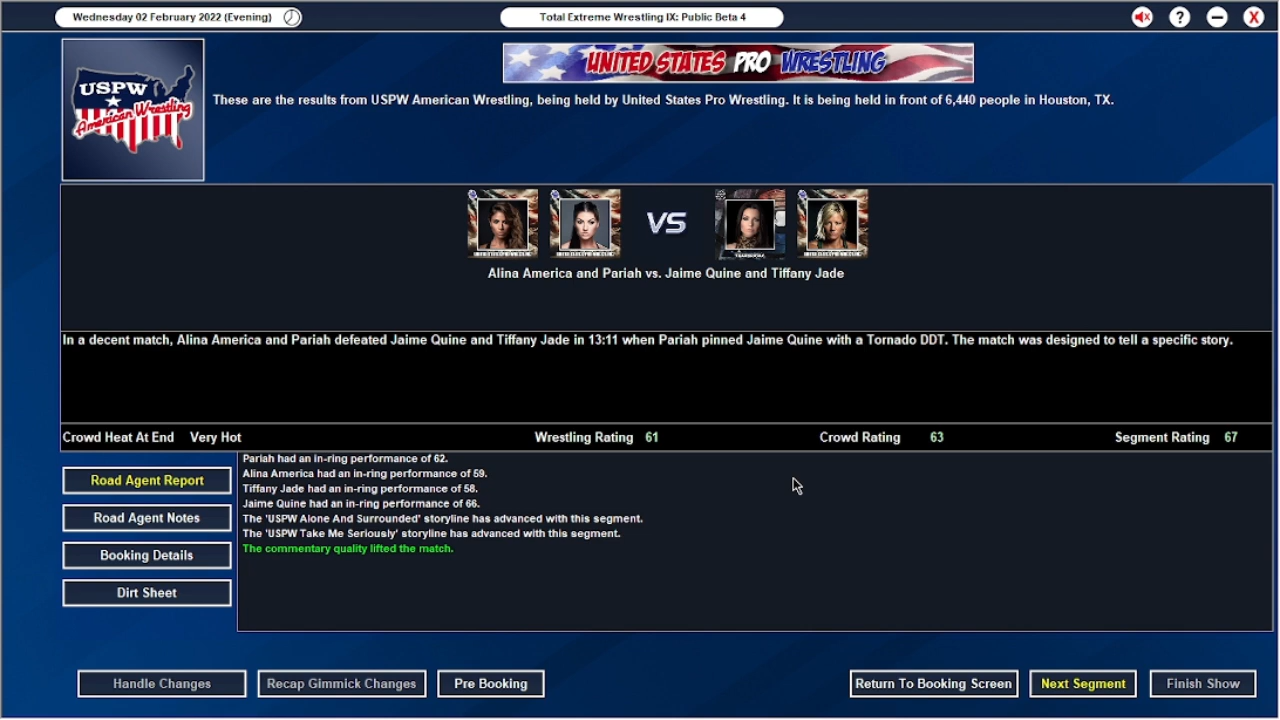 Wednesday 02 February 2022 (Evening)
Total Extreme Wrestling IX: Public Beta 4
?
X
USPW
American Wrestling
UNITED STATES PRO WRESTLING
These are the results from USPW American Wrestling, being held by United States Pro Wrestling. It is being held in front of 6,440 people in Houston, TX.
VS
Alina America and Pariah vs. Jaime Quine and Tiffany Jade
In a decent match, Alina America and Pariah defeated Jaime Quine and Tiffany Jade in 13:11 when Pariah pinned Jaime Quine with a Tornado DDT. The match was designed to tell a specific story.
Crowd Heat At End Very Hot Wrestling Rating 61 Crowd Rating 63 Segment Rating 67
Road Agent Report
Road Agent Notes
Booking Details
Dirt Sheet
Pariah had an in-ring performance of 62.
Alina America had an in-ring performance of 59.
Tiffany Jade had an in-ring performance of 58.
Jaime Quine had an in-ring performance of 66.
The 'USPW Alone And Surrounded' storyline has advanced with this segment.
The 'USPW Take Me Seriously' storyline has advanced with this segment.
The commentary quality lifted the match.
Handle Changes Recap Gimmick Changes Pre Booking Return To Booking Screen Next Segment Finish Show